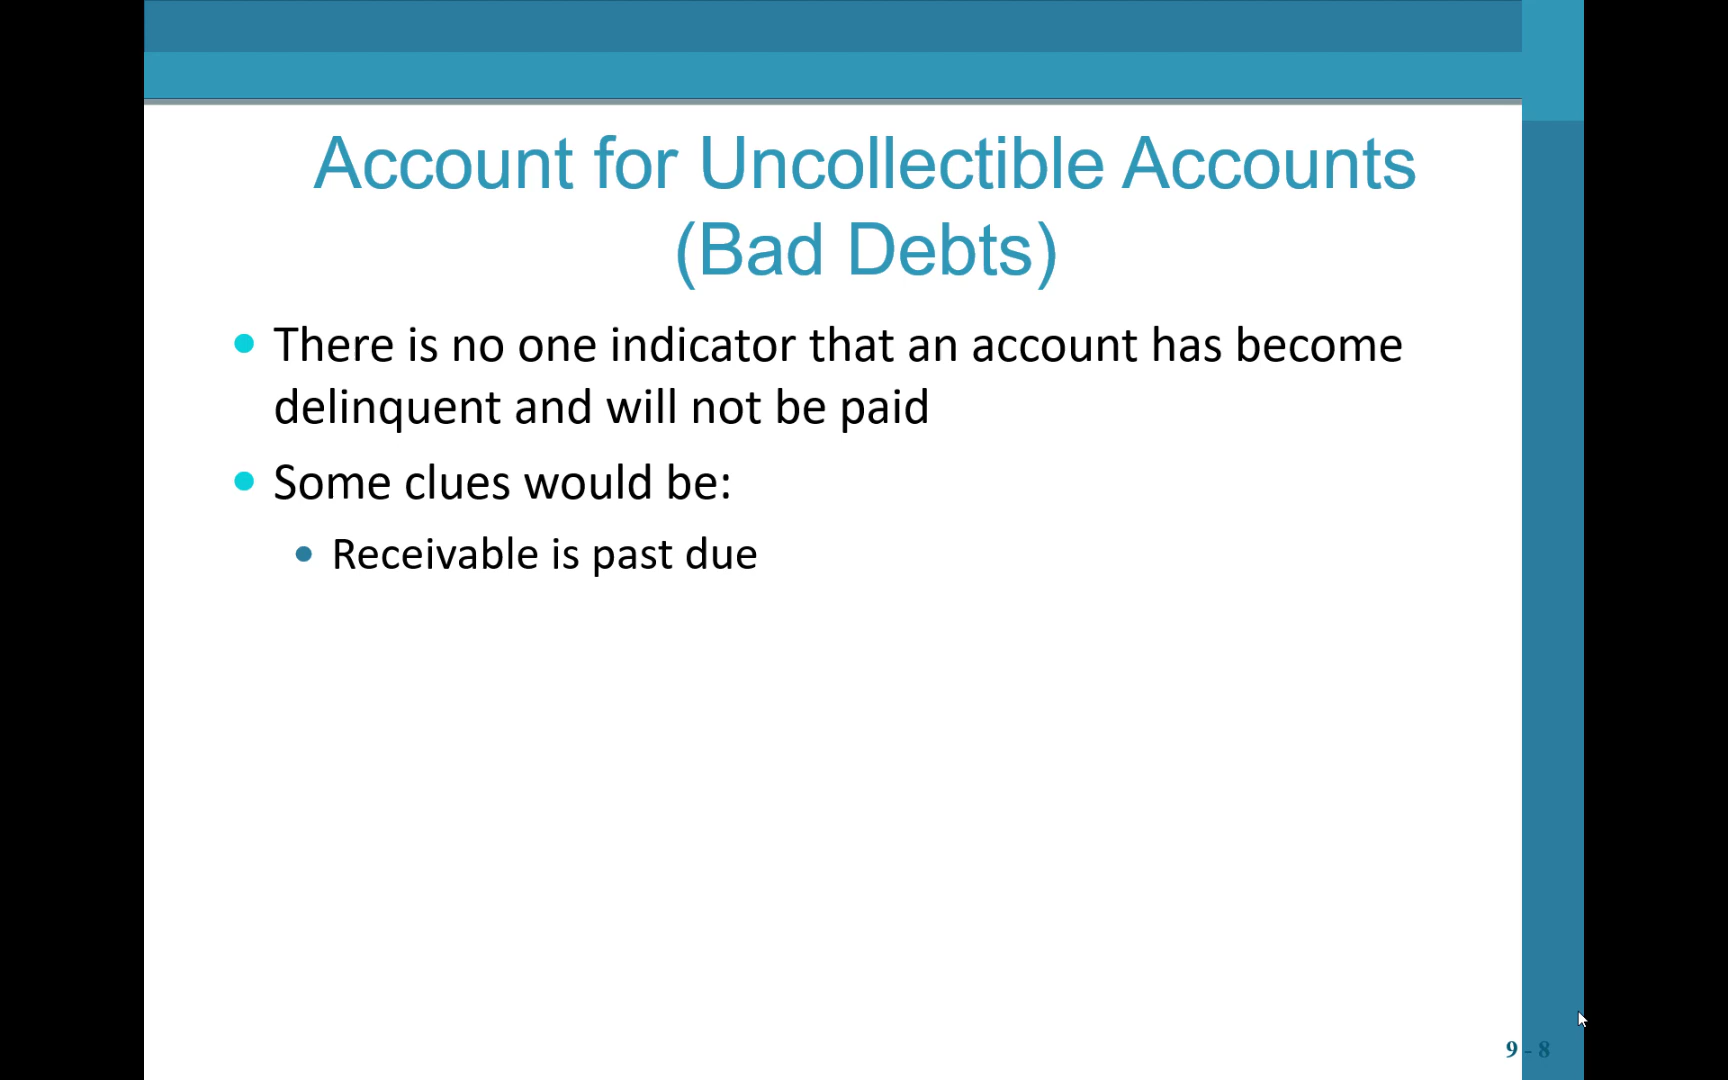 Account for Uncollectible Accounts
(Bad Debts)
• There is no one indicator that an account has become
delinquent and will not be paid
• Some clues would be:
• Receivable is past due
9 - 8